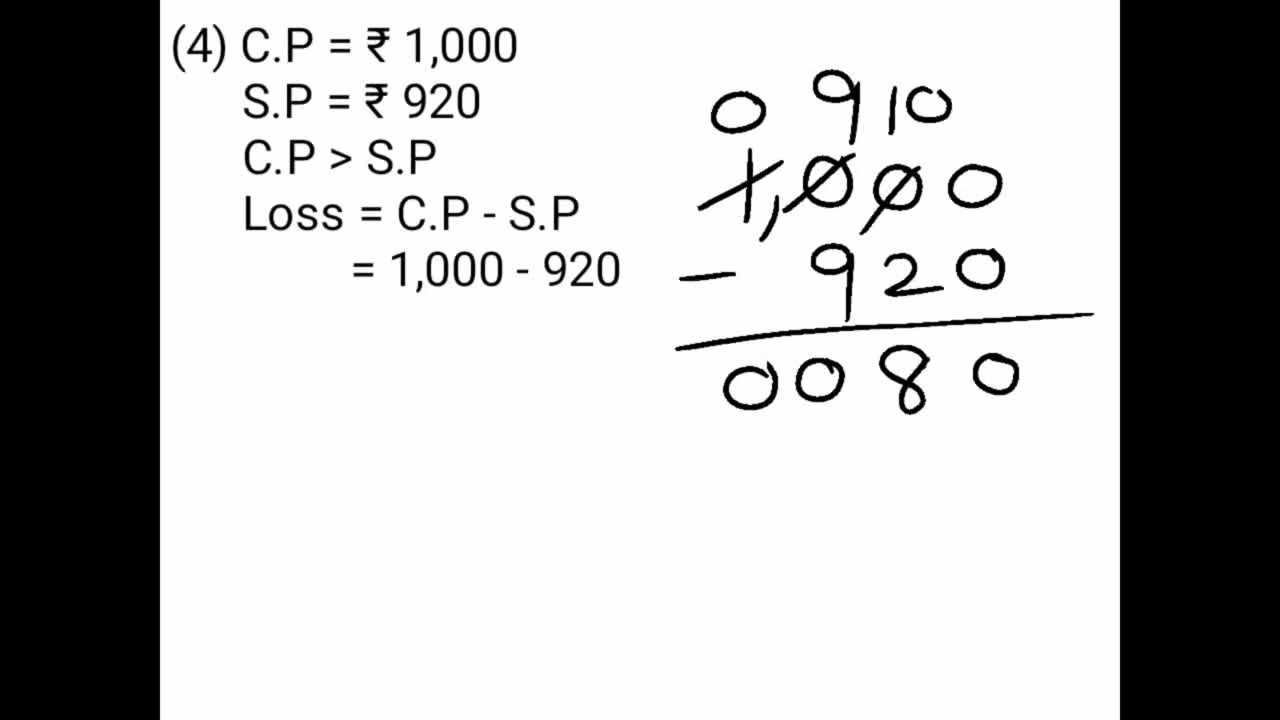 (4) C.P = ₹ 1,000
S.P = ₹ 920
C.P > S.P
Loss = C.P - S.P
= 1,000 - 920
0 9 10
1,000
- 920
0080